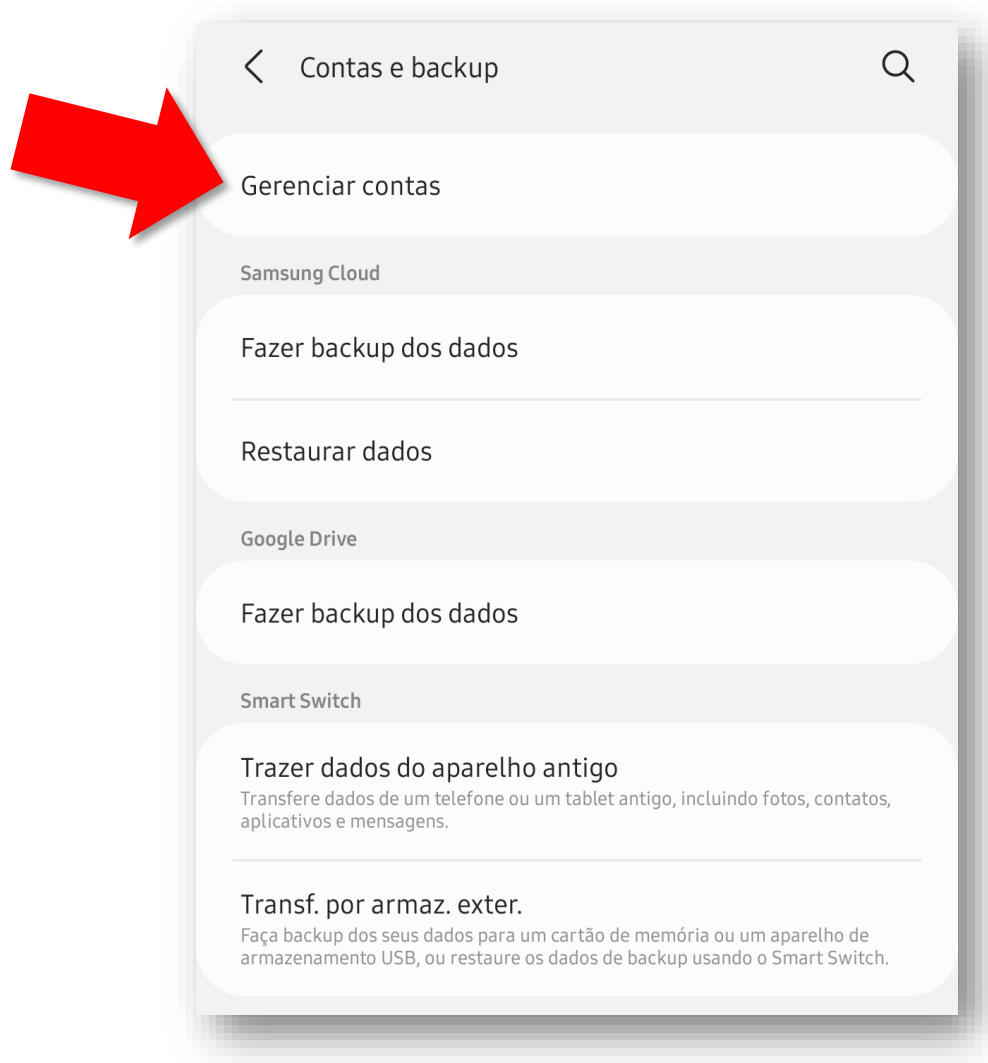 Contas e backup
Gerenciar contas
Samsung Cloud
Fazer backup dos dados
Restaurar dados
Google Drive
Fazer backup dos dados
Smart Switch
Trazer dados do aparelho antigo
Transfere dados de um telefone ou um tablet antigo, incluindo fotos, contatos,
aplicativos e mensagens.
Transf. por armaz. exter.
Faça backup dos seus dados para um cartão de memória ou um aparelho de
armazenamento USB, ou restaure os dados de backup usando o Smart Switch.